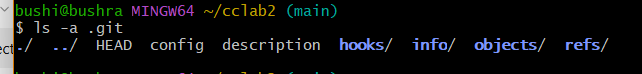 bushi@bushra MINGW64 ~/cclab2 (main)
$ ls -a .git
./ ../ HEAD config description hooks/ info/ objects/ refs/